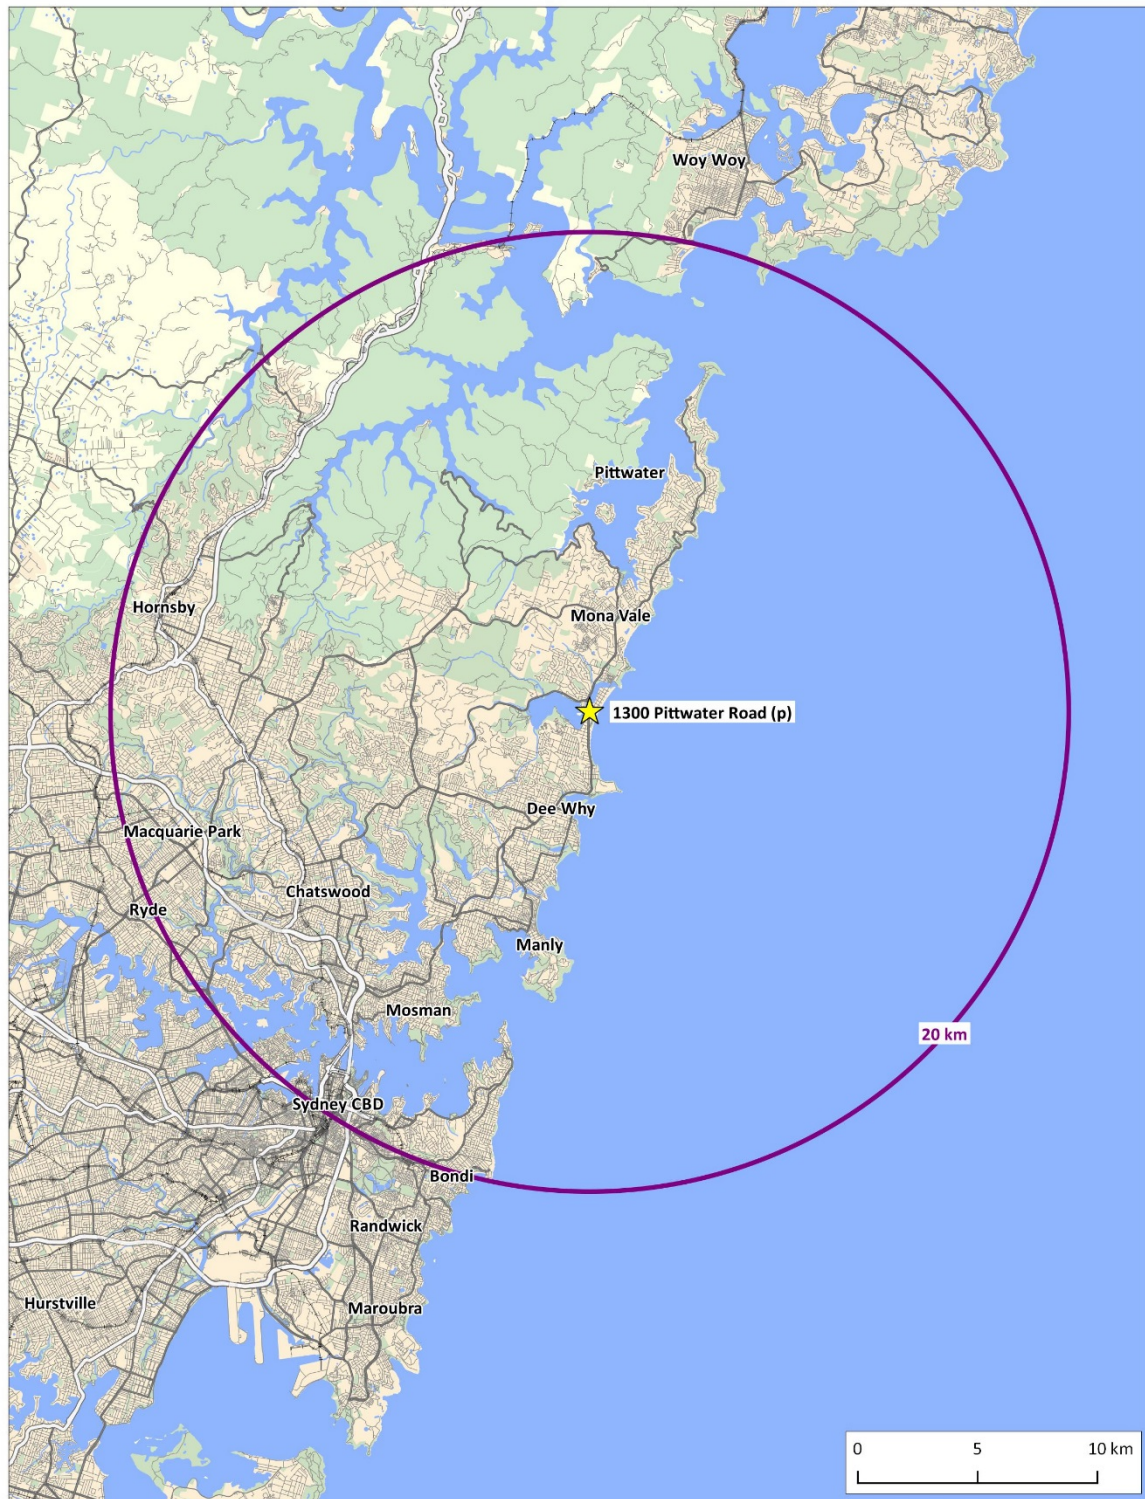 Woy Woy
Pittwater
Hornsby
Mona Vale
1300 Pittwater Road (p)
Dee Why
Macquarie Park
Chatswood
Ryde
Manly
Mosman
20 km
Sydney CBD
Bondi
Randwick
Hurstville
Maroubra
0 5 10 km